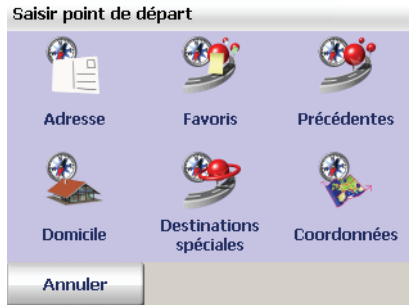 Saisir point de départ
Adresse Favoris Précédentes
Domicile Destinations spéciales Coordonnées
Annuler